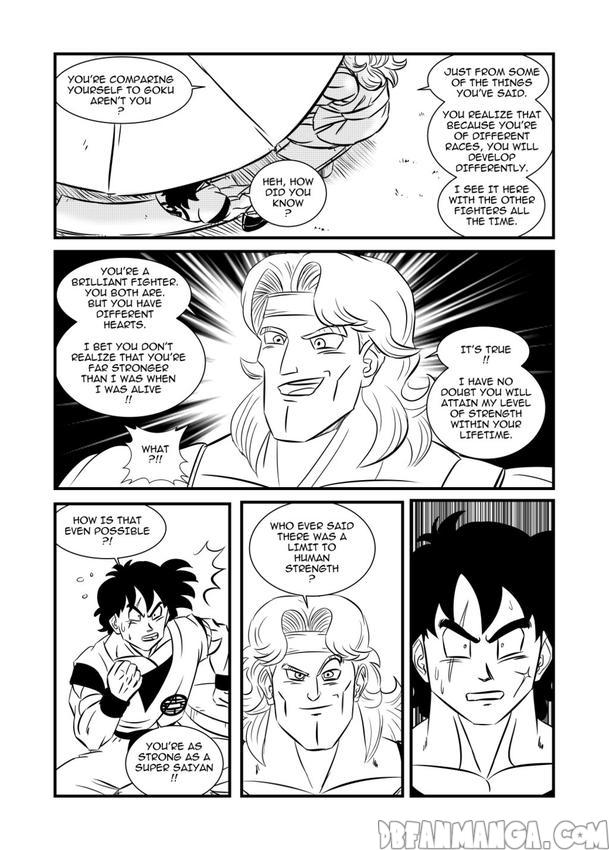 YOU'RE COMPARING
YOURSELF TO GOKU
AREN'T YOU
?
HEH, HOW
DID YOU
KNOW
?
JUST FROM SOME
OF THE THINGS
YOU'VE SAID.
YOU REALIZE THAT
BECAUSE YOU'RE
OF DIFFERENT
RACES, YOU WILL
DEVELOP
DIFFERENTLY.
I SEE IT HERE
WITH THE OTHER
FIGHTERS ALL
THE TIME.
YOU'RE A
BRILLIANT FIGHTER.
YOU BOTH ARE.
BUT YOU HAVE
DIFFERENT
HEARTS.
I BET YOU DON'T
REALIZE THAT YOU'RE
FAR STRONGER
THAN I WAS WHEN
I WAS ALIVE
!!
WHAT
?!!
IT'S TRUE
!!
I HAVE NO
DOUBT YOU WILL
ATTAIN MY LEVEL
OF STRENGTH
WITHIN YOUR
LIFETIME.
HOW IS THAT
EVEN POSSIBLE
?!
YOU'RE AS
STRONG AS A
SUPER SAIYAN
!!
WHO EVER SAID
THERE WAS A
LIMIT TO
HUMAN
STRENGTH
?
DBFANMANGA.COM